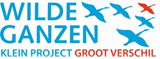 WILDE
GANZEN
KLEIN PROJECT GROOT VERSCHIL